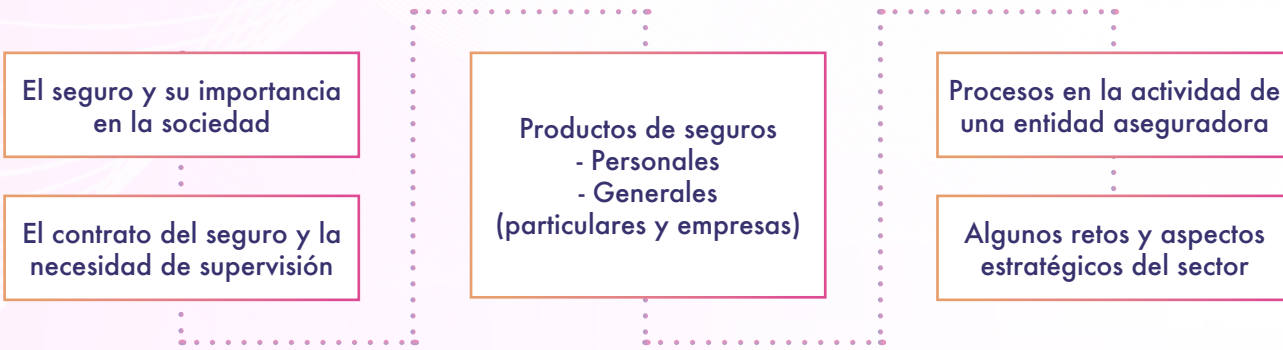 El seguro y su importancia
en la sociedad
El contrato del seguro y la
necesidad de supervisión
Productos de seguros
- Personales
- Generales
(particulares y empresas)
Procesos en la actividad de
una entidad aseguradora
Algunos retos y aspectos
estratégicos del sector